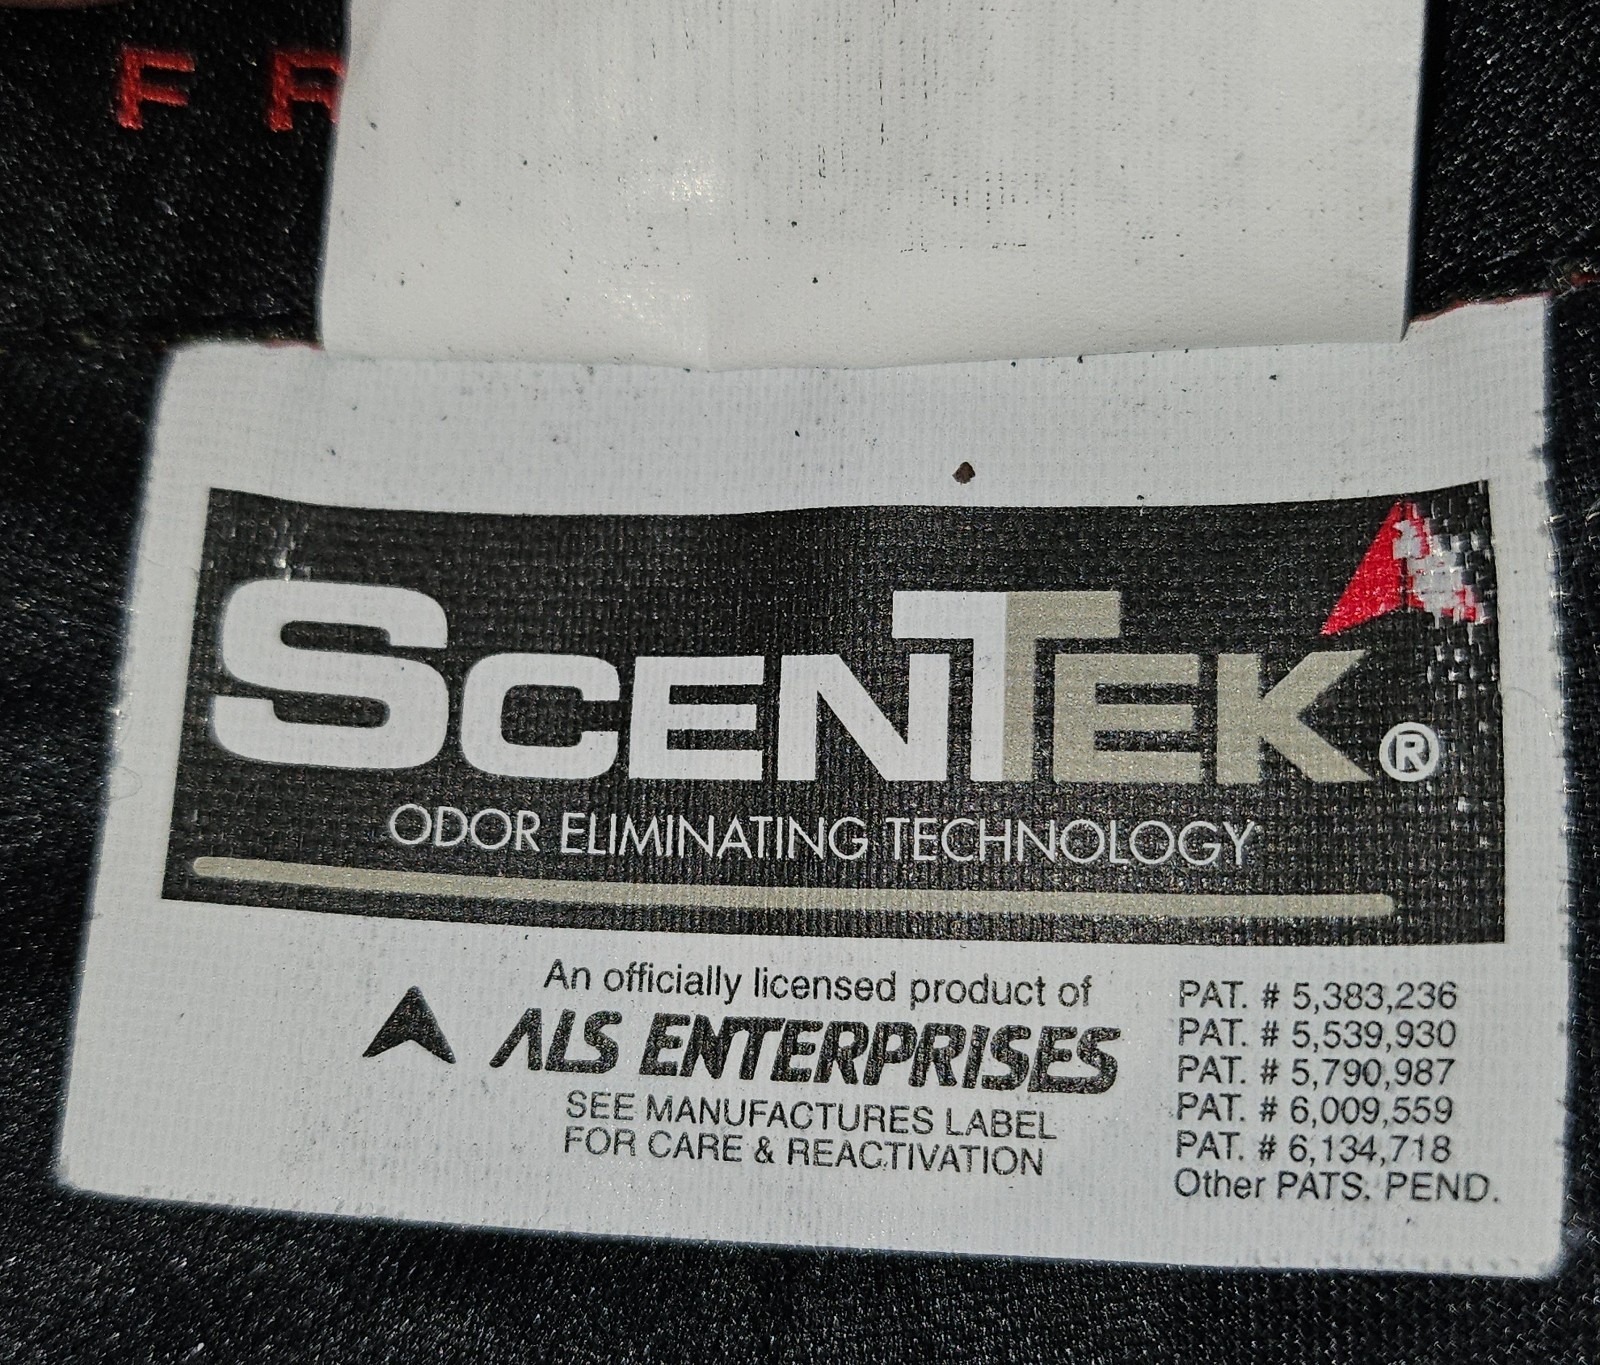 F
SCENTEK®
ODOR ELIMINATING TECHNOLOGY
An officially licensed product of
ALS ENTERPRISES
SEE MANUFACTURES LABEL
FOR CARE & REACTIVATION
PAT. # 5,383,236
PAT. # 5,539,930
PAT. # 5,790,987
PAT. # 6,009,559
PAT. # 6,134,718
Other PATS. PEND.